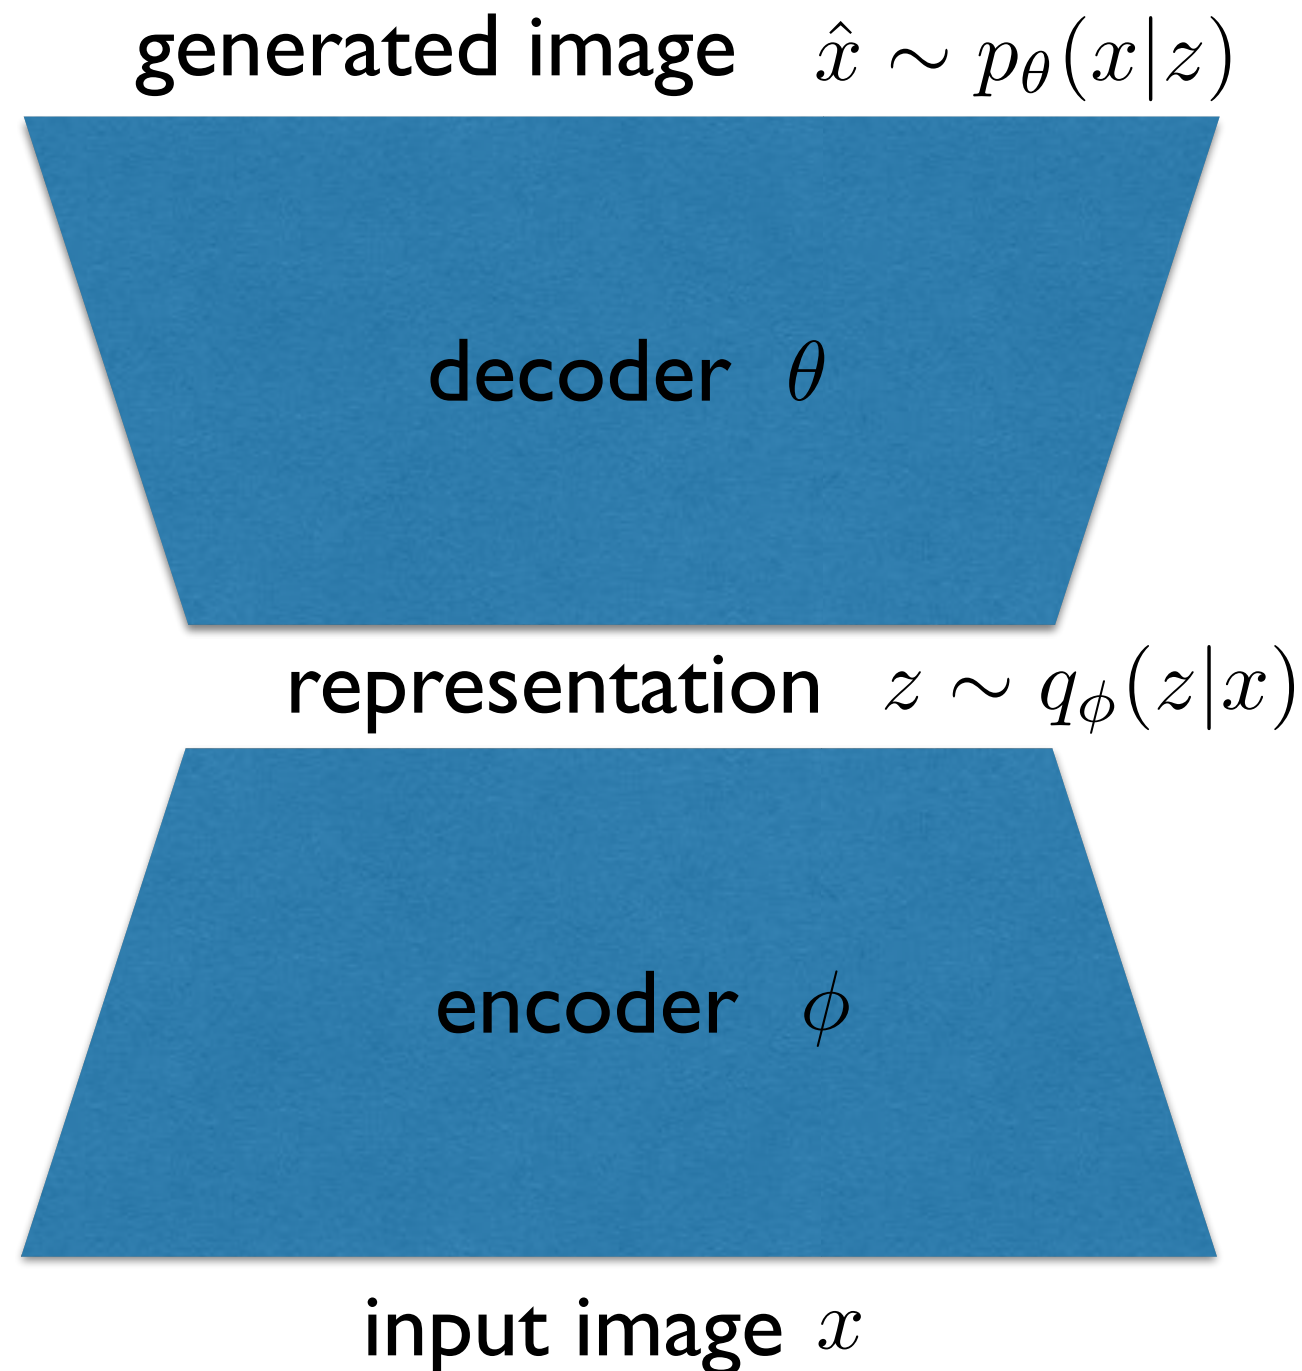 generated image x̂ ∼ p_θ(x|z)
decoder θ
representation z ∼ q_ϕ(z|x)
encoder ϕ
input image x